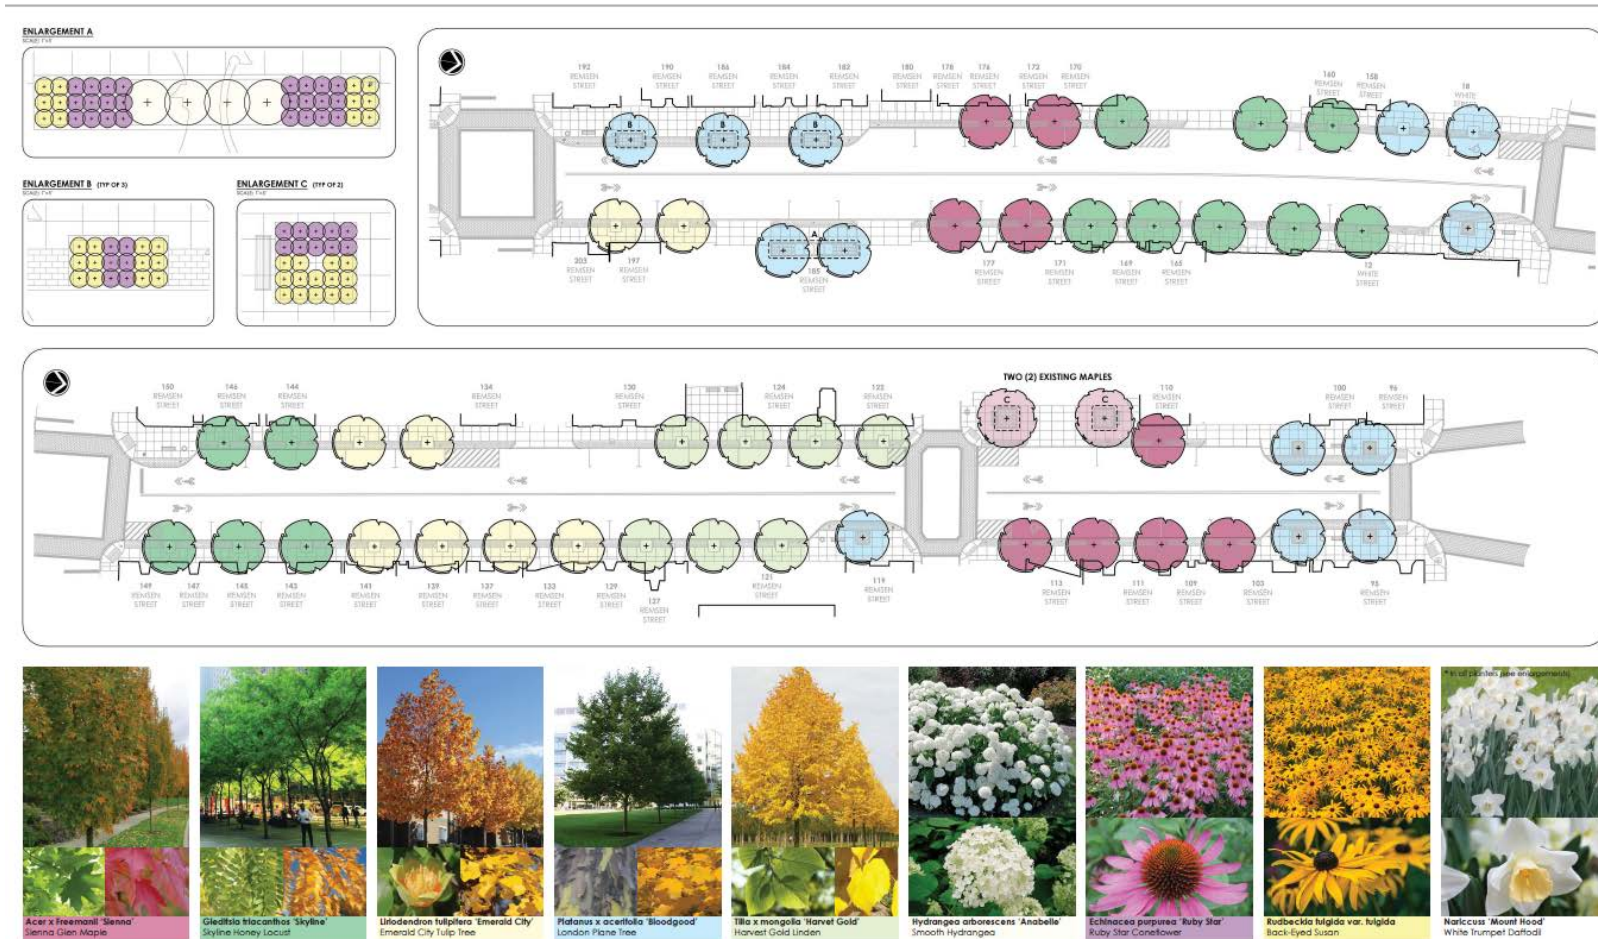 ENLARGEMENT A
192
REMSEN
STREET
190
REMSEN
STREET
186
REMSEN
STREET
184
REMSEN
STREET
182
REMSEN
STREET
180
REMSEN
STREET
178
REMSEN
STREET
176
REMSEN
STREET
172
REMSEN
STREET
170
REMSEN
STREET
160
REMSEN
STREET
158
REMSEN
STREET
18
WHITE
STREET
B
B
B
ENLARGEMENT B (TYP OF 3)
ENLARGEMENT C (TYP OF 2)
A
203
REMSEN
STREET
197
REMSEN
STREET
185
REMSEN
STREET
177
REMSEN
STREET
171
REMSEN
STREET
169
REMSEN
STREET
165
REMSEN
STREET
12
WHITE
STREET
TWO (2) EXISTING MAPLES
150
REMSEN
STREET
146
REMSEN
STREET
144
REMSEN
STREET
134
REMSEN
STREET
130
REMSEN
STREET
124
REMSEN
STREET
122
REMSEN
STREET
C
C
110
REMSEN
STREET
100
REMSEN
STREET
96
REMSEN
STREET
149
REMSEN
STREET
147
REMSEN
STREET
145
REMSEN
STREET
143
REMSEN
STREET
141
REMSEN
STREET
139
REMSEN
STREET
137
REMSEN
STREET
133
REMSEN
STREET
129
REMSEN
STREET
127
REMSEN
STREET
121
REMSEN
STREET
119
REMSEN
STREET
113
REMSEN
STREET
111
REMSEN
STREET
109
REMSEN
STREET
103
REMSEN
STREET
95
REMSEN
STREET
* In all planters (see enlargements)
Acer x Freemanii 'Sienna'
Sienna Glen Maple
Gleditsia triacanthos 'Skyline'
Skyline Honey Locust
Liriodendron tulipifera 'Emerald City'
Emerald City Tulip Tree
Platanus x acerifolia 'Bloodgood'
London Plane Tree
Tilia x mongolia 'Harvet Gold'
Harvest Gold Linden
Hydrangea arborescens 'Anabelle'
Smooth Hydrangea
Echinacea purpurea 'Ruby Star'
Ruby Star Coneflower
Rudbeckia fulgida var. fulgida
Back-Eyed Susan
Nariccuss 'Mount Hood'
White Trumpet Daffodil